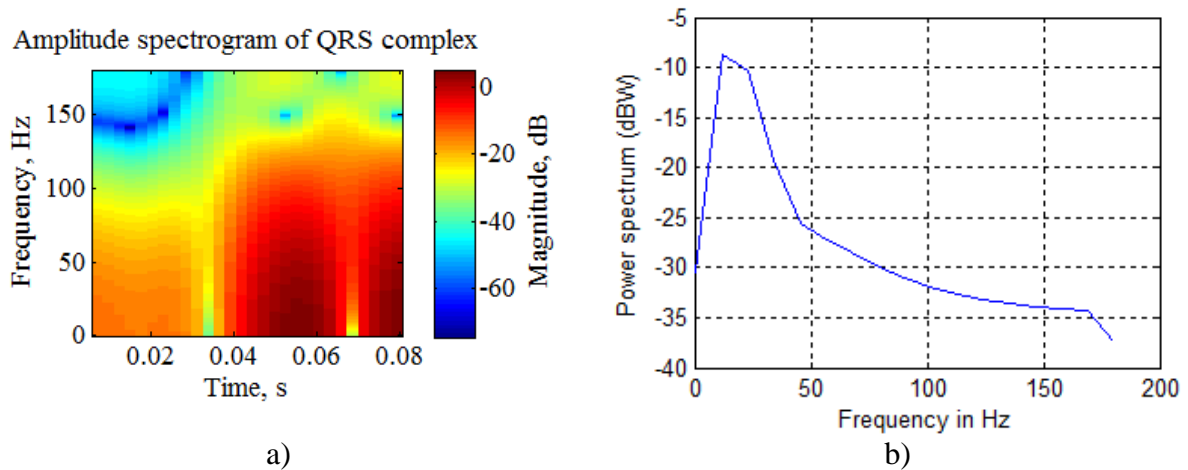 Amplitude spectrogram of QRS complex
Frequency, Hz
150
100
50
0
0.02 0.04 0.06 0.08
Time, s
0
-20
-40
-60
Magnitude, dB
a)
Power spectrum (dBW)
-5
-10
-15
-20
-25
-30
-35
-40
0 50 100 150 200
Frequency in Hz
b)